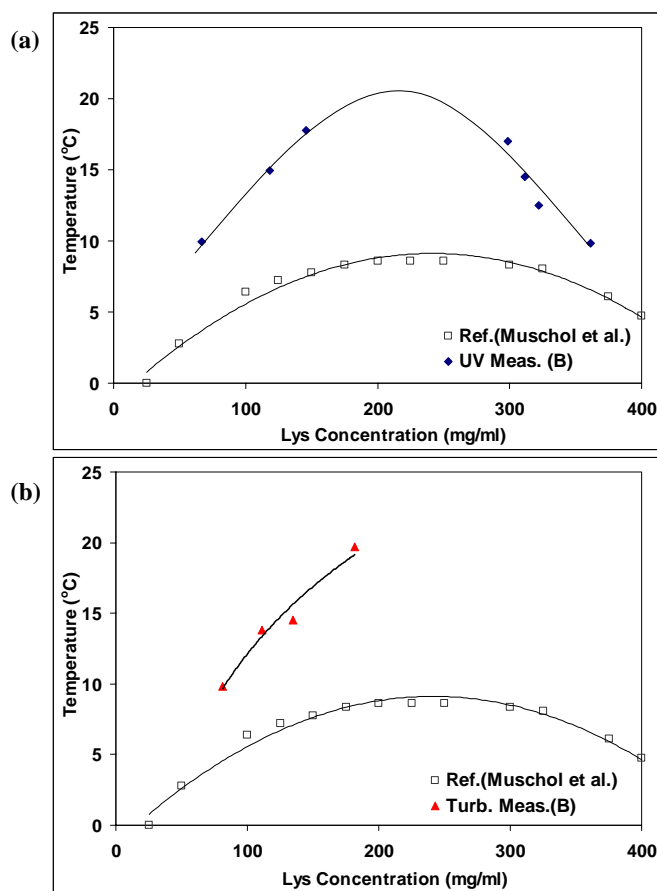 (a)
25
20
15
10
5
0
Temperature (°C)
0 100 200 300 400
Lys Concentration (mg/ml)
Ref.(Muschol et al.)
UV Meas. (B)
(b)
25
20
15
10
5
0
Temperature (°C)
0 100 200 300 400
Lys Concentration (mg/ml)
Ref.(Muschol et al.)
Turb. Meas.(B)